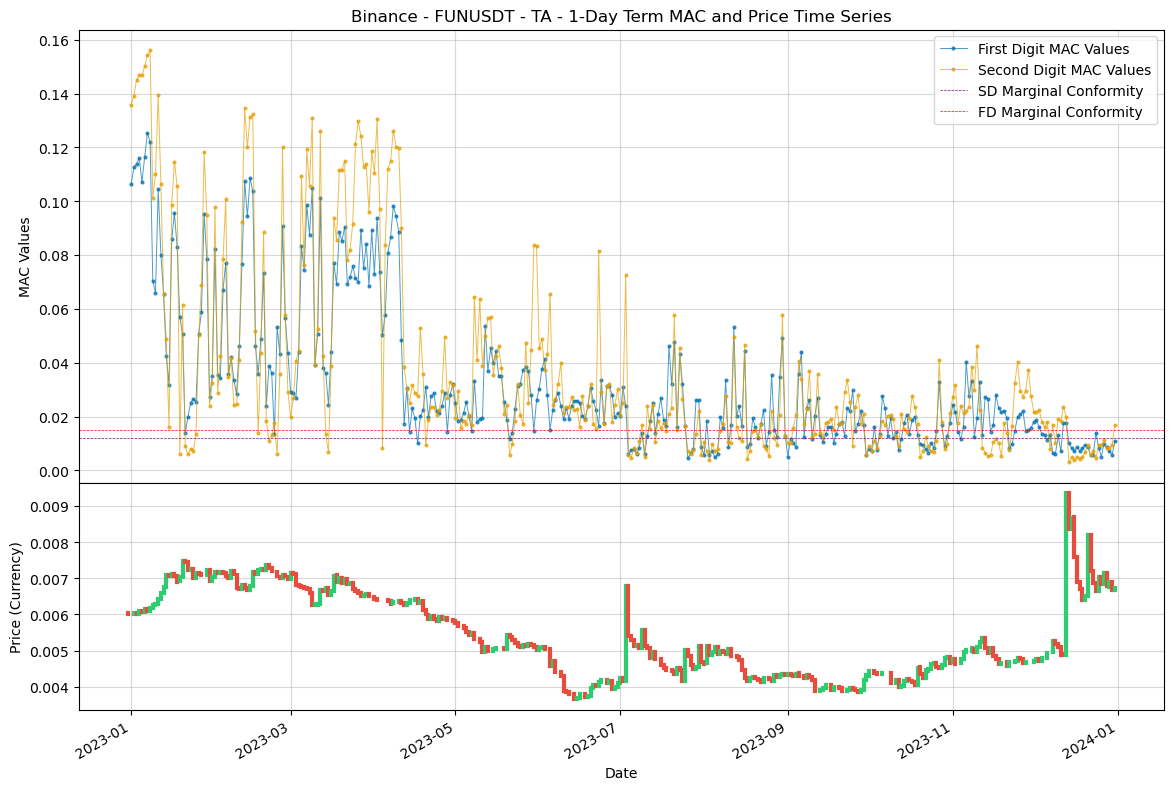 Binance - FUNUSDT - TA - 1-Day Term MAC and Price Time Series
First Digit MAC Values
Second Digit MAC Values
SD Marginal Conformity
FD Marginal Conformity
MAC Values
0.16
0.14
0.12
0.10
0.08
0.06
0.04
0.02
0.00
Price (Currency)
0.009
0.008
0.007
0.006
0.005
0.004
2023-01
2023-03
2023-05
2023-07
2023-09
2023-11
2024-01
Date